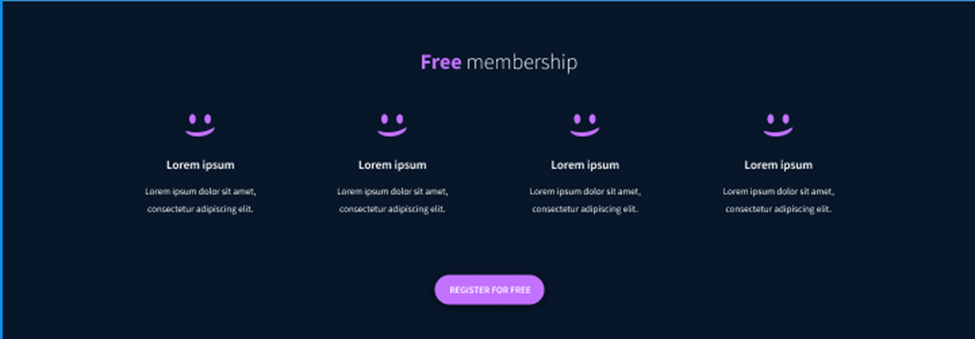 Free membership
Lorem ipsum
Lorem ipsum dolor sit amet,
consectetur adipiscing elit.
Lorem ipsum
Lorem ipsum dolor sit amet,
consectetur adipiscing elit.
Lorem ipsum
Lorem ipsum dolor sit amet,
consectetur adipiscing elit.
Lorem ipsum
Lorem ipsum dolor sit amet,
consectetur adipiscing elit.
REGISTER FOR FREE